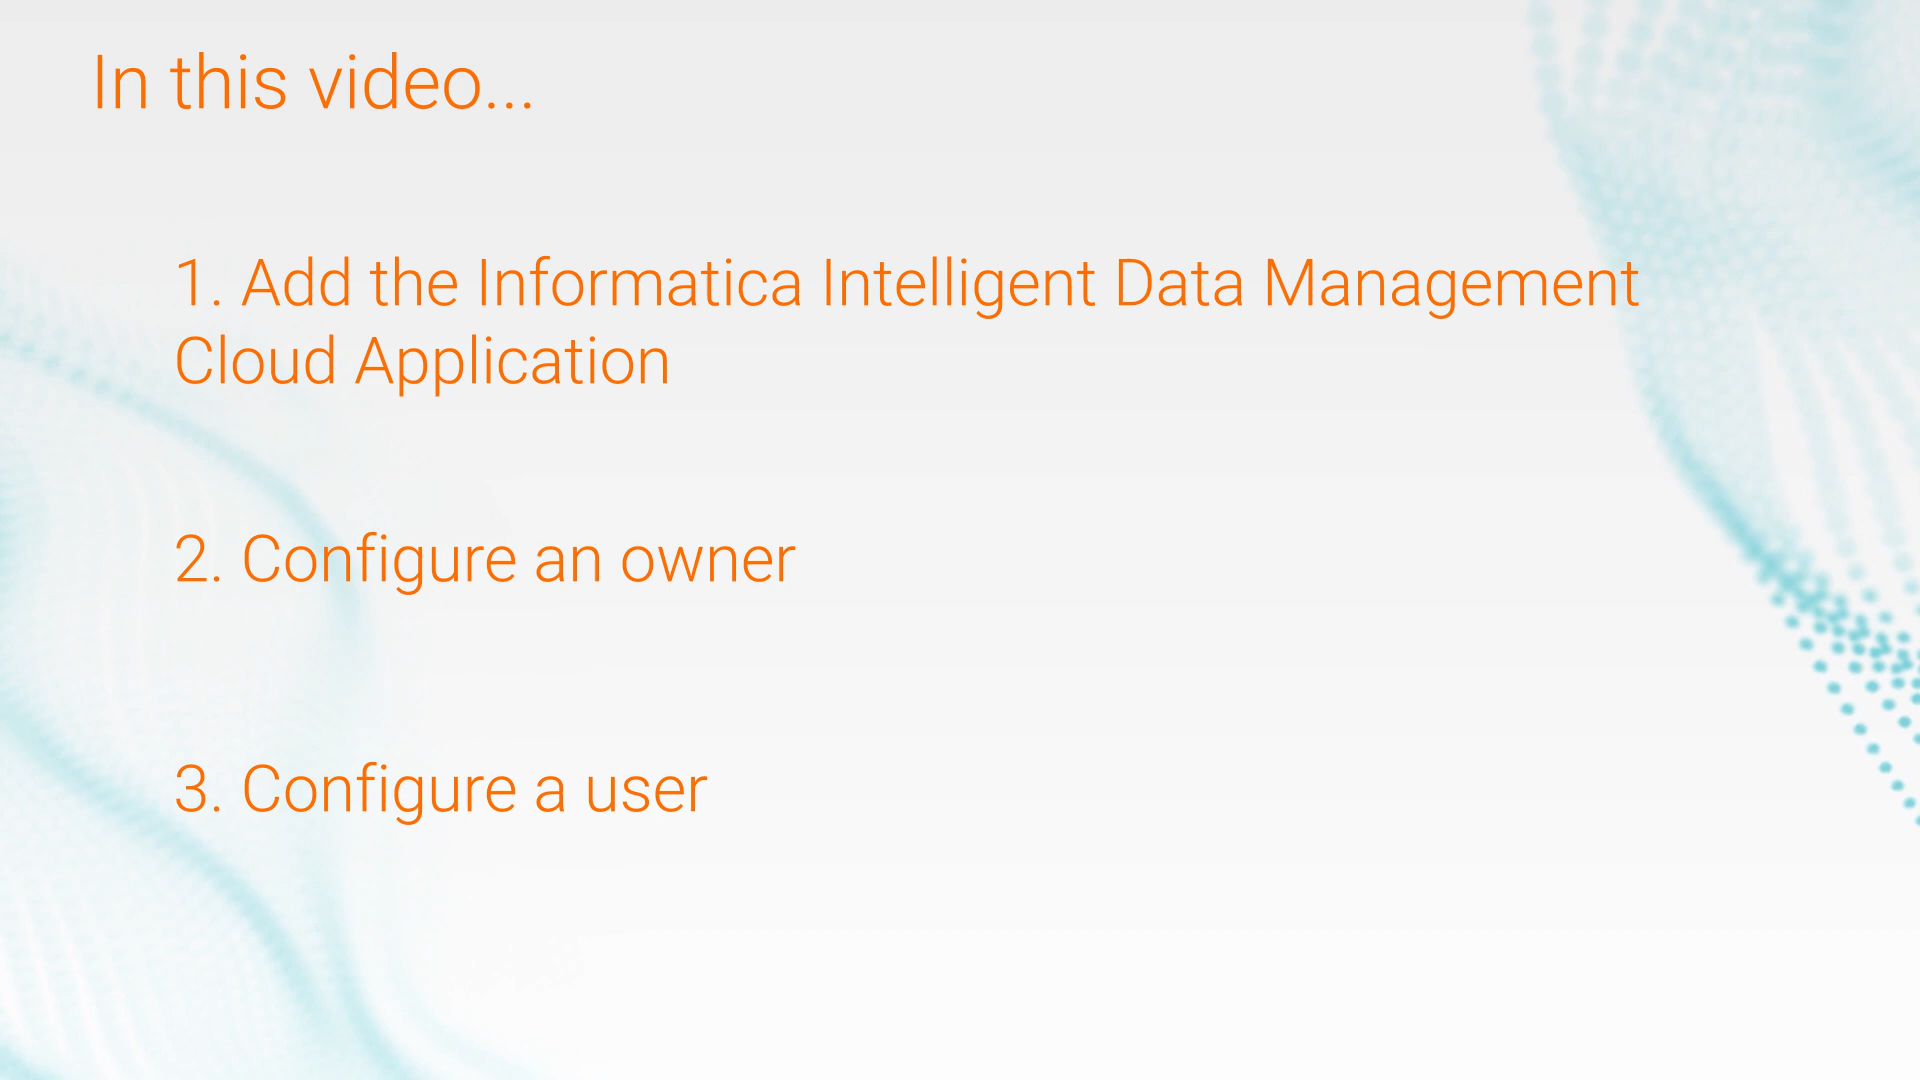 In this video...
1. Add the Informatica Intelligent Data Management
Cloud Application
2. Configure an owner
3. Configure a user